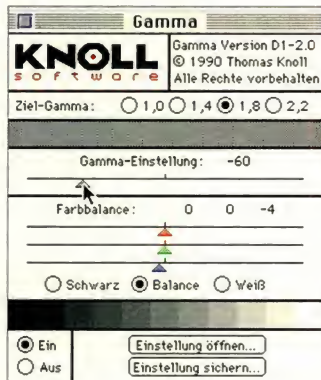 Gamma
KNOLL
software
Gamma Version D1-2.0
© 1990 Thomas Knoll
Alle Rechte vorbehalten
Ziel-Gamma: 1,0 1,4 1,8 2,2
Gamma-Einstellung: -60
Farbbalance: 0 0 -4
Schwarz Balance Weiß
Ein
Aus
Einstellung öffnen...
Einstellung sichern...